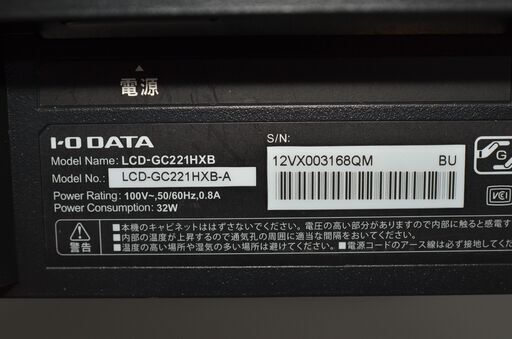 電源
I-O DATA
Model Name: LCD-GC221HXB
Model No.: LCD-GC221HXB-A
Power Rating: 100V~,50/60Hz,0.8A
Power Consumption: 32W
S/N:
12VX003168QM BU
G
VCI
警告
■本機のキャビネットははずさないでください。電圧の高い部分がありますので内部に触ると感電す
■内部の温度が上昇するので通気孔の周囲に適当な間隔をおいてください。
■温度の高い場所や湿気の多い場所は避けてください。■電源コードのアース線は必ず接地してく